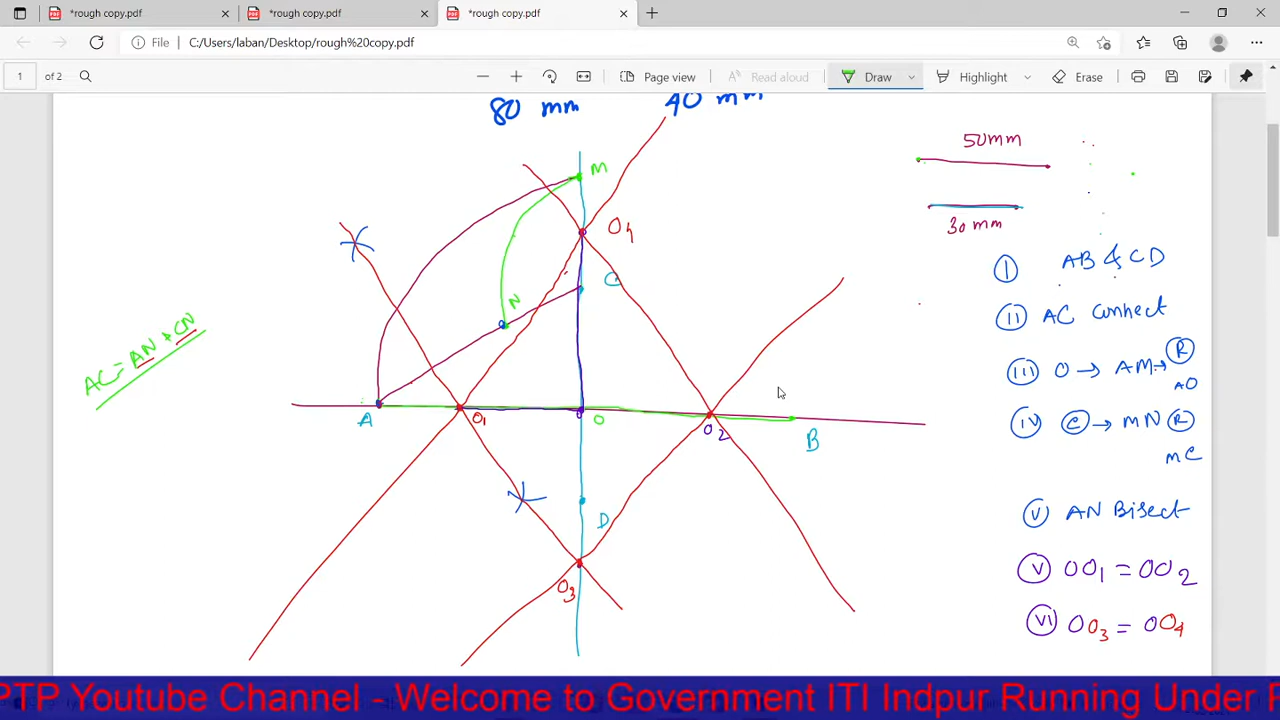 *rough copy.pdf
*rough copy.pdf
*rough copy.pdf
File
C:/Users/laban/Desktop/rough%20copy.pdf
1
of 2
Page view
Read aloud
Draw
Highlight
Erase
80 mm
40 mm
50mm
30 mm
M
O4
C
N
A
O1
O
O2
B
D
O3
AC = AN + CN
I AB & CD
II AC Connect
III O → AM → R
AO
IV C → MN R
MC
V AN Bisect
V OO1 = OO2
VI OO3 = OO4
PTP Youtube Channel - Welcome to Government ITI Indpur Running Under P